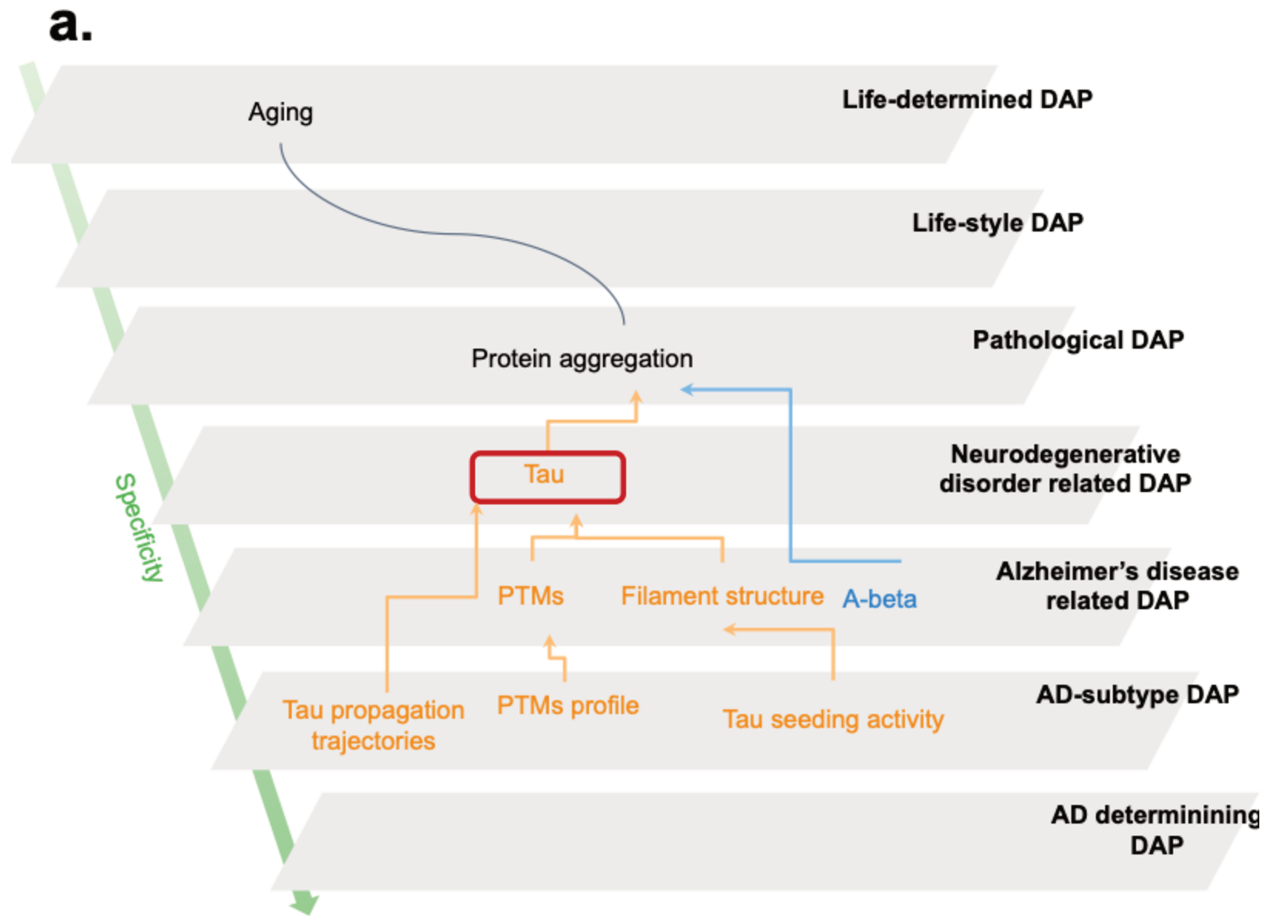 a.
Aging
Life-determined DAP
Life-style DAP
Pathological DAP
Protein aggregation
Neurodegenerative
disorder related DAP
Tau
Specificity
Alzheimer’s disease
related DAP
PTMs
Filament structure
A-beta
AD-subtype DAP
Tau propagation
trajectories
PTMs profile
Tau seeding activity
AD determinining
DAP